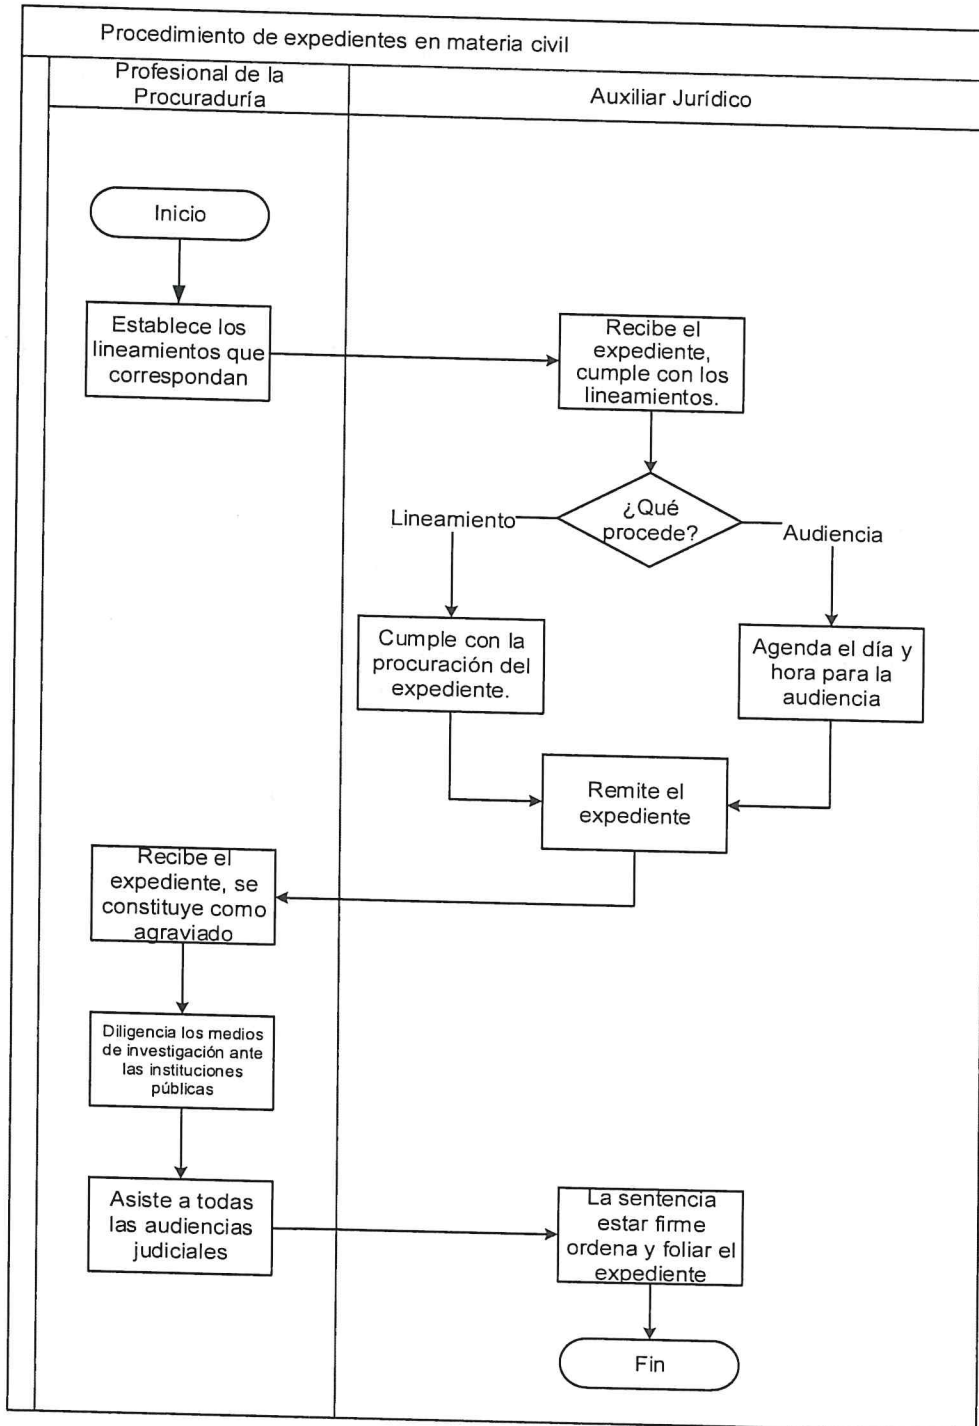 Procedimiento de expedientes en materia civil
Profesional de la
Procuraduría
Auxiliar Jurídico
Inicio
Establece los
lineamientos que
correspondan
Recibe el
expediente,
cumple con los
lineamientos.
¿Qué
procede?
Lineamiento
Audiencia
Cumple con la
procuración del
expediente.
Agenda el día y
hora para la
audiencia
Remite el
expediente
Recibe el
expediente, se
constituye como
agraviado
Diligencia los medios
de investigación ante
las instituciones
públicas
Asiste a todas
las audiencias
judiciales
La sentencia
estar firme
ordena y foliar el
expediente
Fin